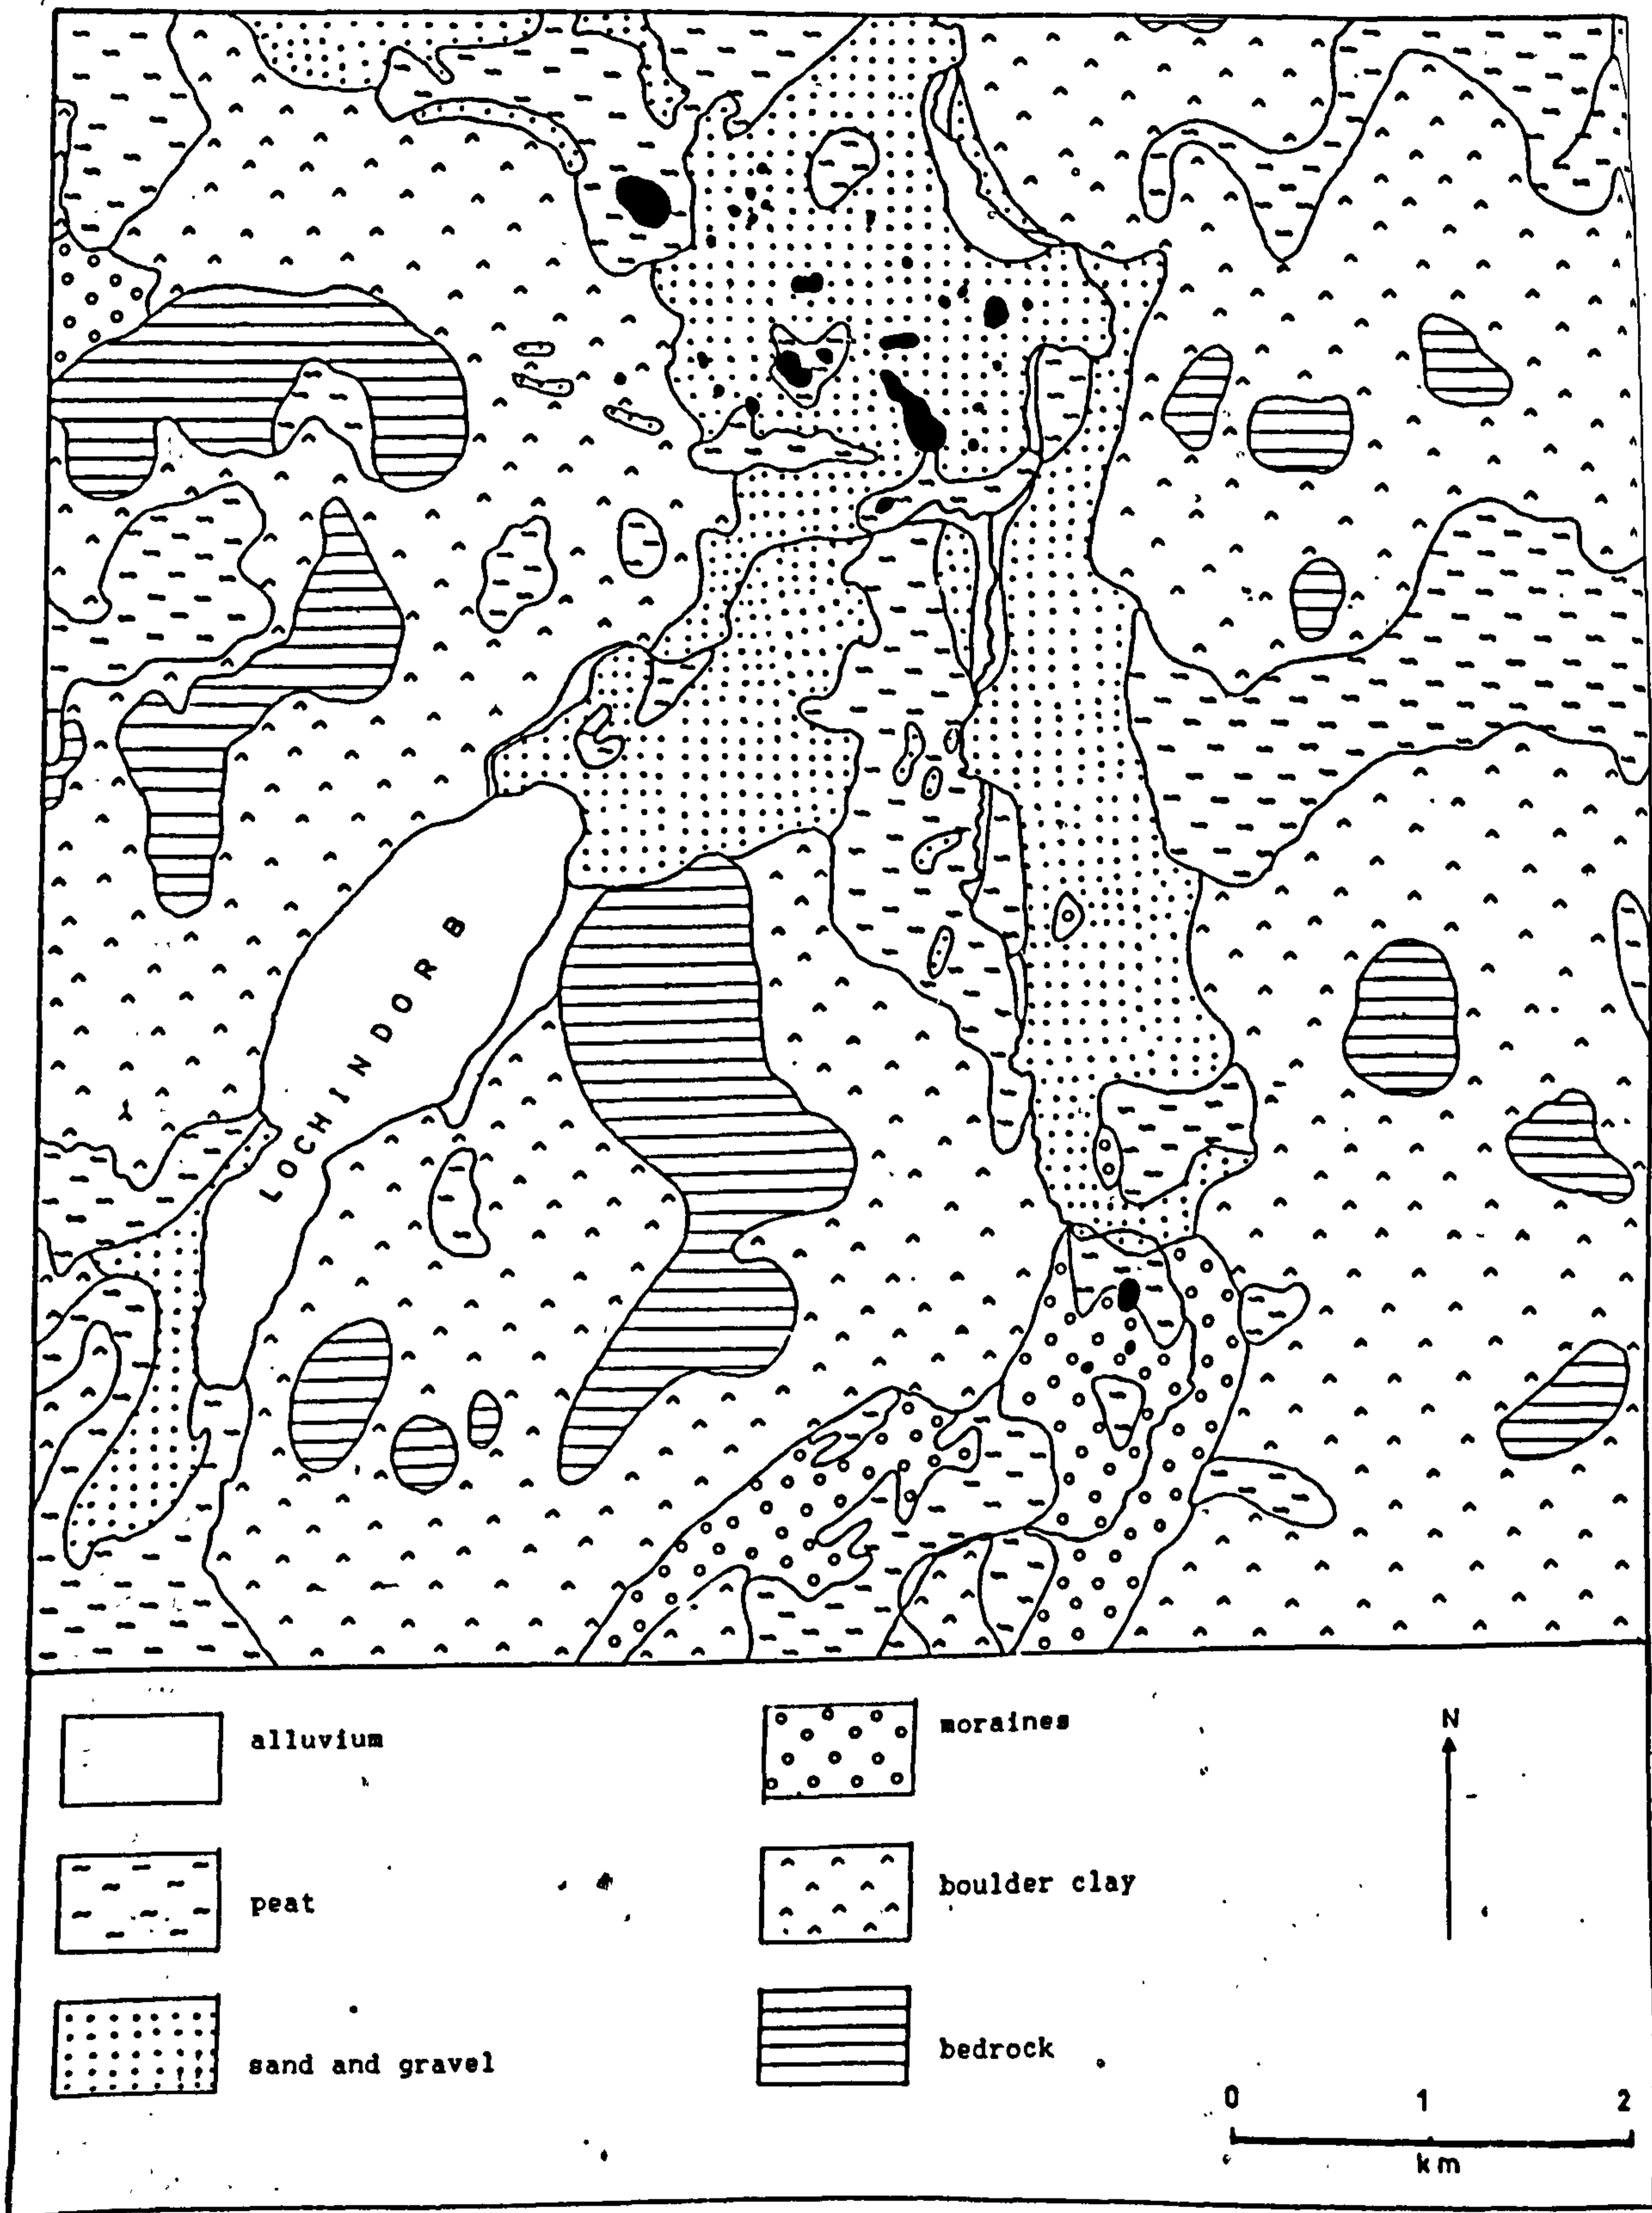 LOCHINDORB
alluvium
moraines
N
peat
boulder clay
sand and gravel
bedrock
0 1 2
km